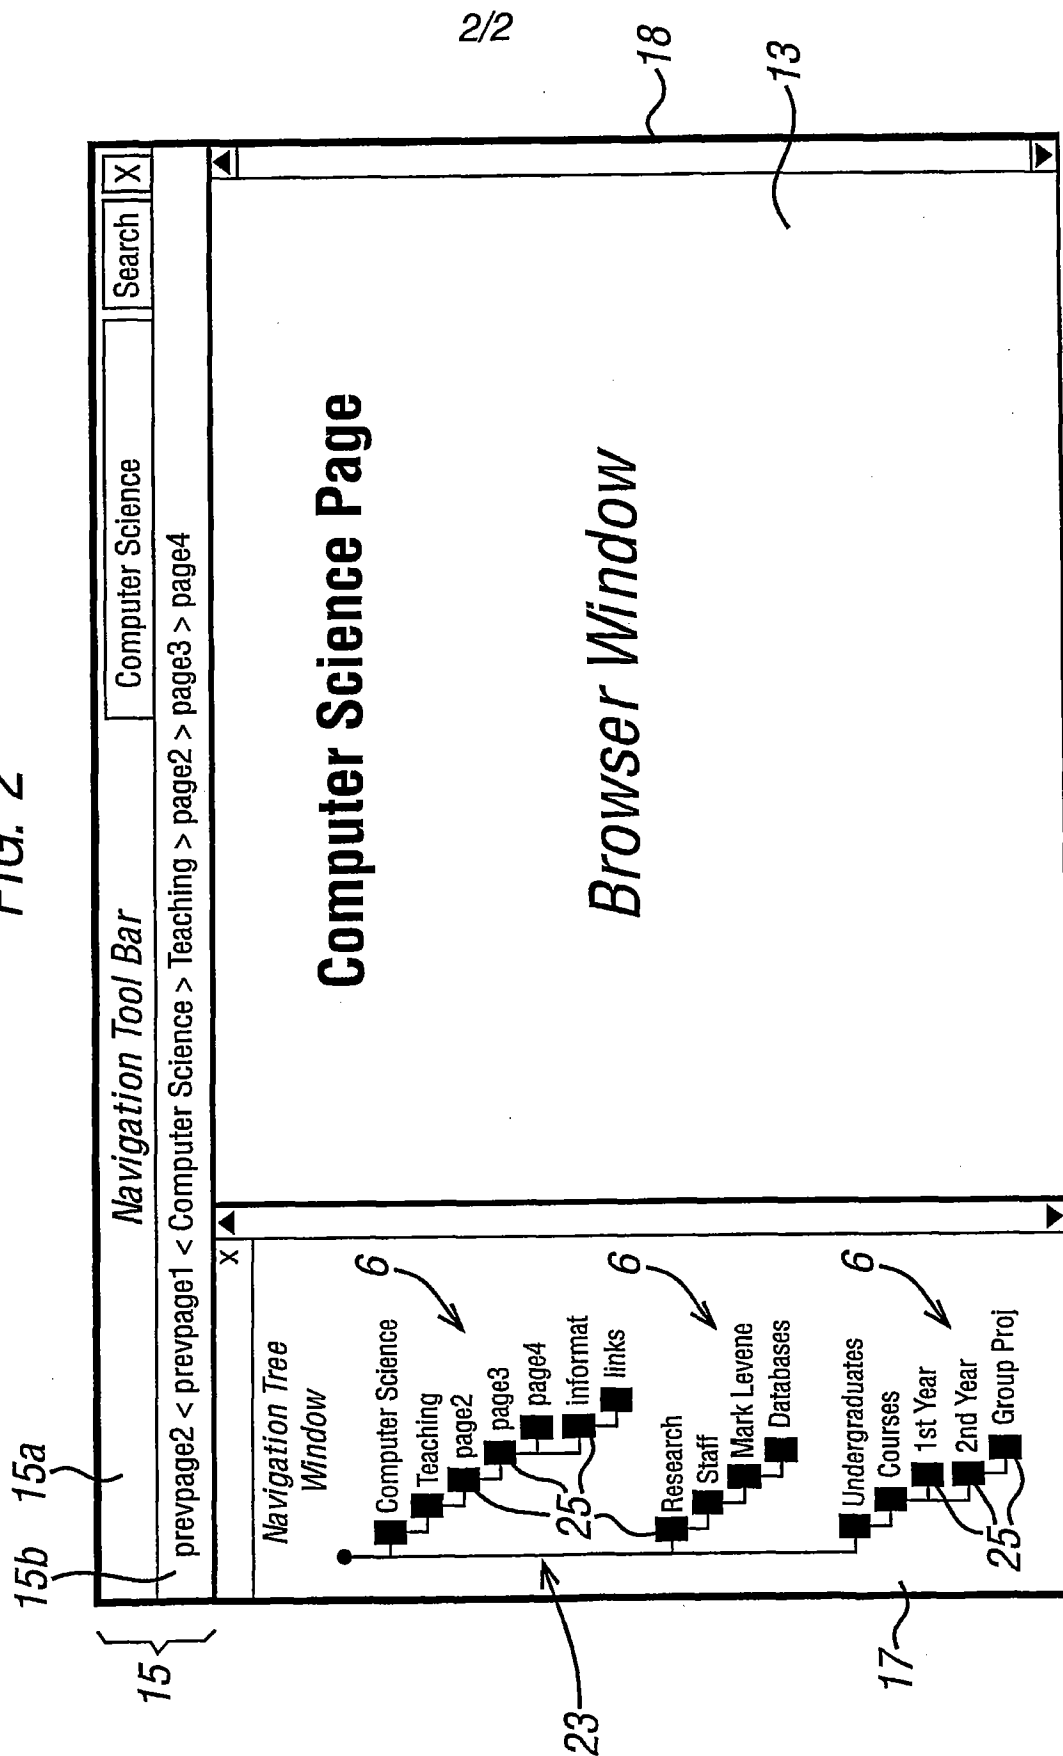 2/2
FIG. 2
15b 15a
15
Navigation Tool Bar
Computer Science
Search
X
prevpage2 < prevpage1 < Computer Science > Teaching > page2 > page3 > page4
18
13
X
Navigation Tree
Window
Computer Science
Teaching
page2
page3
page4
informat
links
6
25
Research
Staff
Mark Levene
Databases
6
Undergraduates
Courses
1st Year
2nd Year
Group Proj
6
25
23
17
Computer Science Page
Browser Window